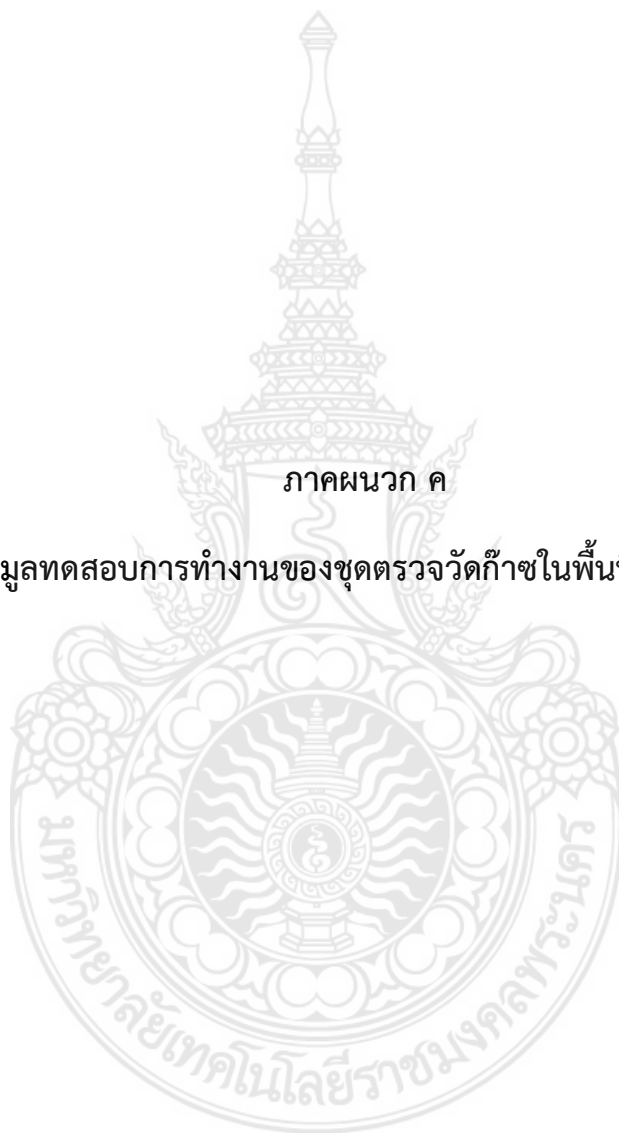 ภาคผนวก ค
มูลทดสอบการทำงานของชุดตรวจวัดก๊าซในพื้น
มหาวิทยาลัยเทคโนโลยีราชมงคลพระนคร